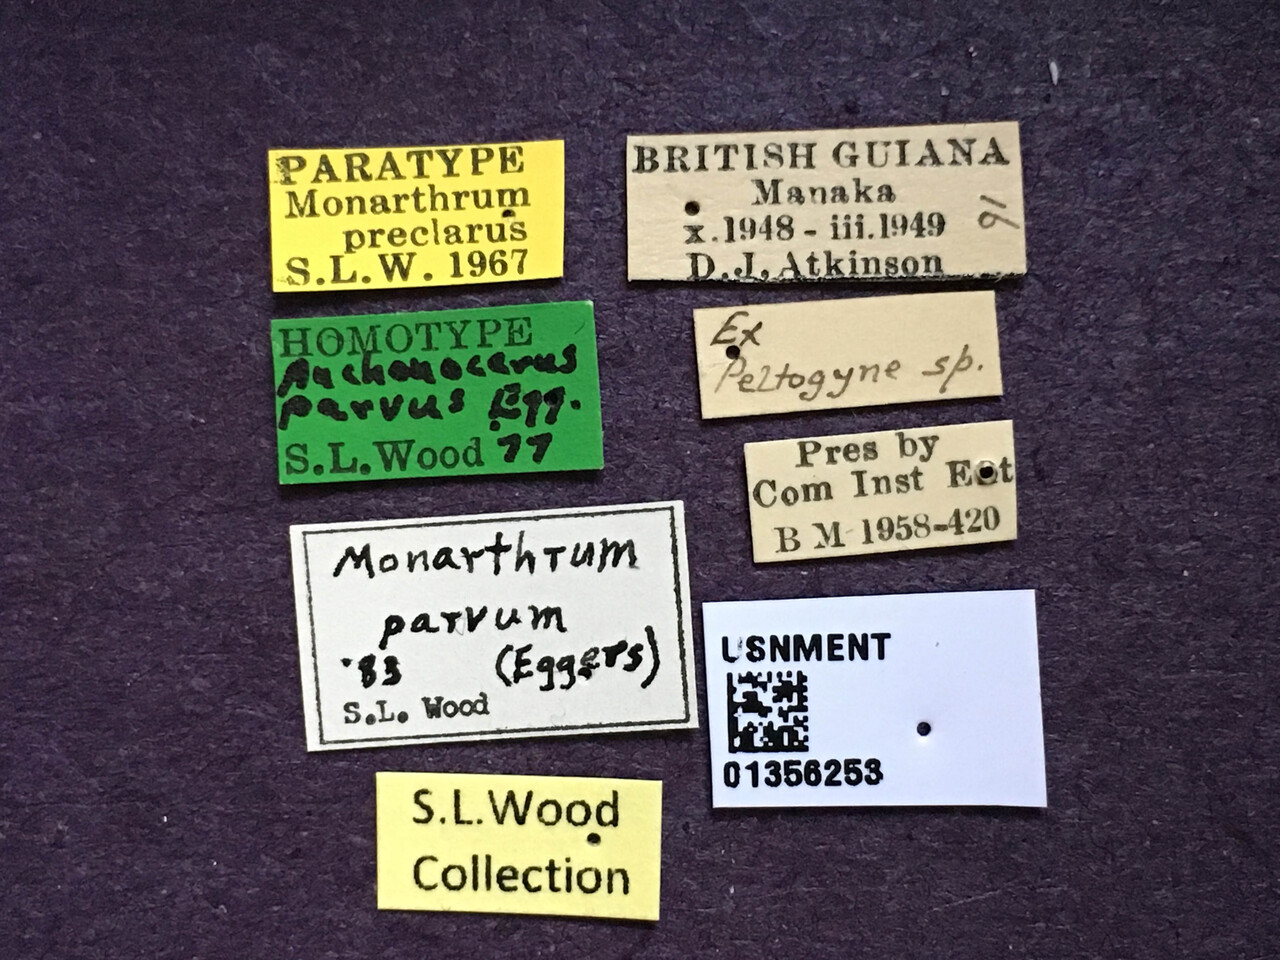 PARATYPE
Monarthrum
preclarus
S.L.W. 1967
BRITISH GUIANA
Manaka
x.1948 - iii.1949
D.J. Atkinson
91
HOMOTYPE
Anchonocerus
parvus Egg.
S.L.Wood 77
Ex
Peltogyne sp.
Pres by
Com Inst Ent
B M 1958-420
Monarthrum
parvum
'83 (Eggers)
S.L. Wood
USNMENT
01356253
S.L.Wood
Collection